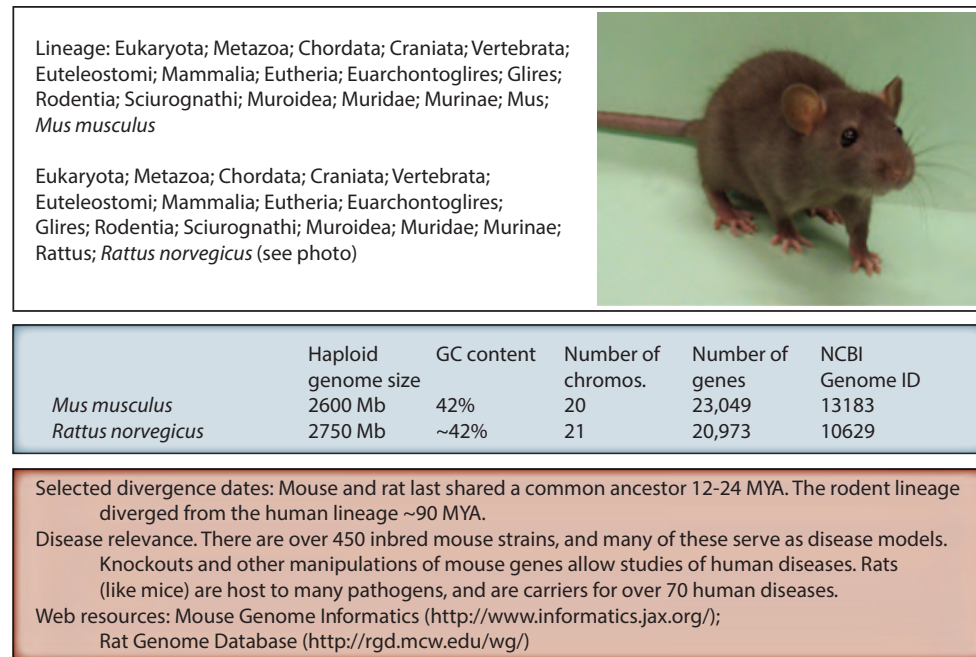 Lineage: Eukaryota; Metazoa; Chordata; Craniata; Vertebrata;
Euteleostomi; Mammalia; Eutheria; Euarchontoglires; Glires;
Rodentia; Sciurognathi; Muroidea; Muridae; Murinae; Mus;
Mus musculus
Eukaryota; Metazoa; Chordata; Craniata; Vertebrata;
Euteleostomi; Mammalia; Eutheria; Euarchontoglires;
Glires; Rodentia; Sciurognathi; Muroidea; Muridae; Murinae;
Rattus; Rattus norvegicus (see photo)
Haploid GC content Number of Number of NCBI
genome size chromos. genes Genome ID
Mus musculus 2600 Mb 42% 20 23,049 13183
Rattus norvegicus 2750 Mb ~42% 21 20,973 10629
Selected divergence dates: Mouse and rat last shared a common ancestor 12-24 MYA. The rodent lineage
diverged from the human lineage ~90 MYA.
Disease relevance. There are over 450 inbred mouse strains, and many of these serve as disease models.
Knockouts and other manipulations of mouse genes allow studies of human diseases. Rats
(like mice) are host to many pathogens, and are carriers for over 70 human diseases.
Web resources: Mouse Genome Informatics (http://www.informatics.jax.org/);
Rat Genome Database (http://rgd.mcw.edu/wg/)